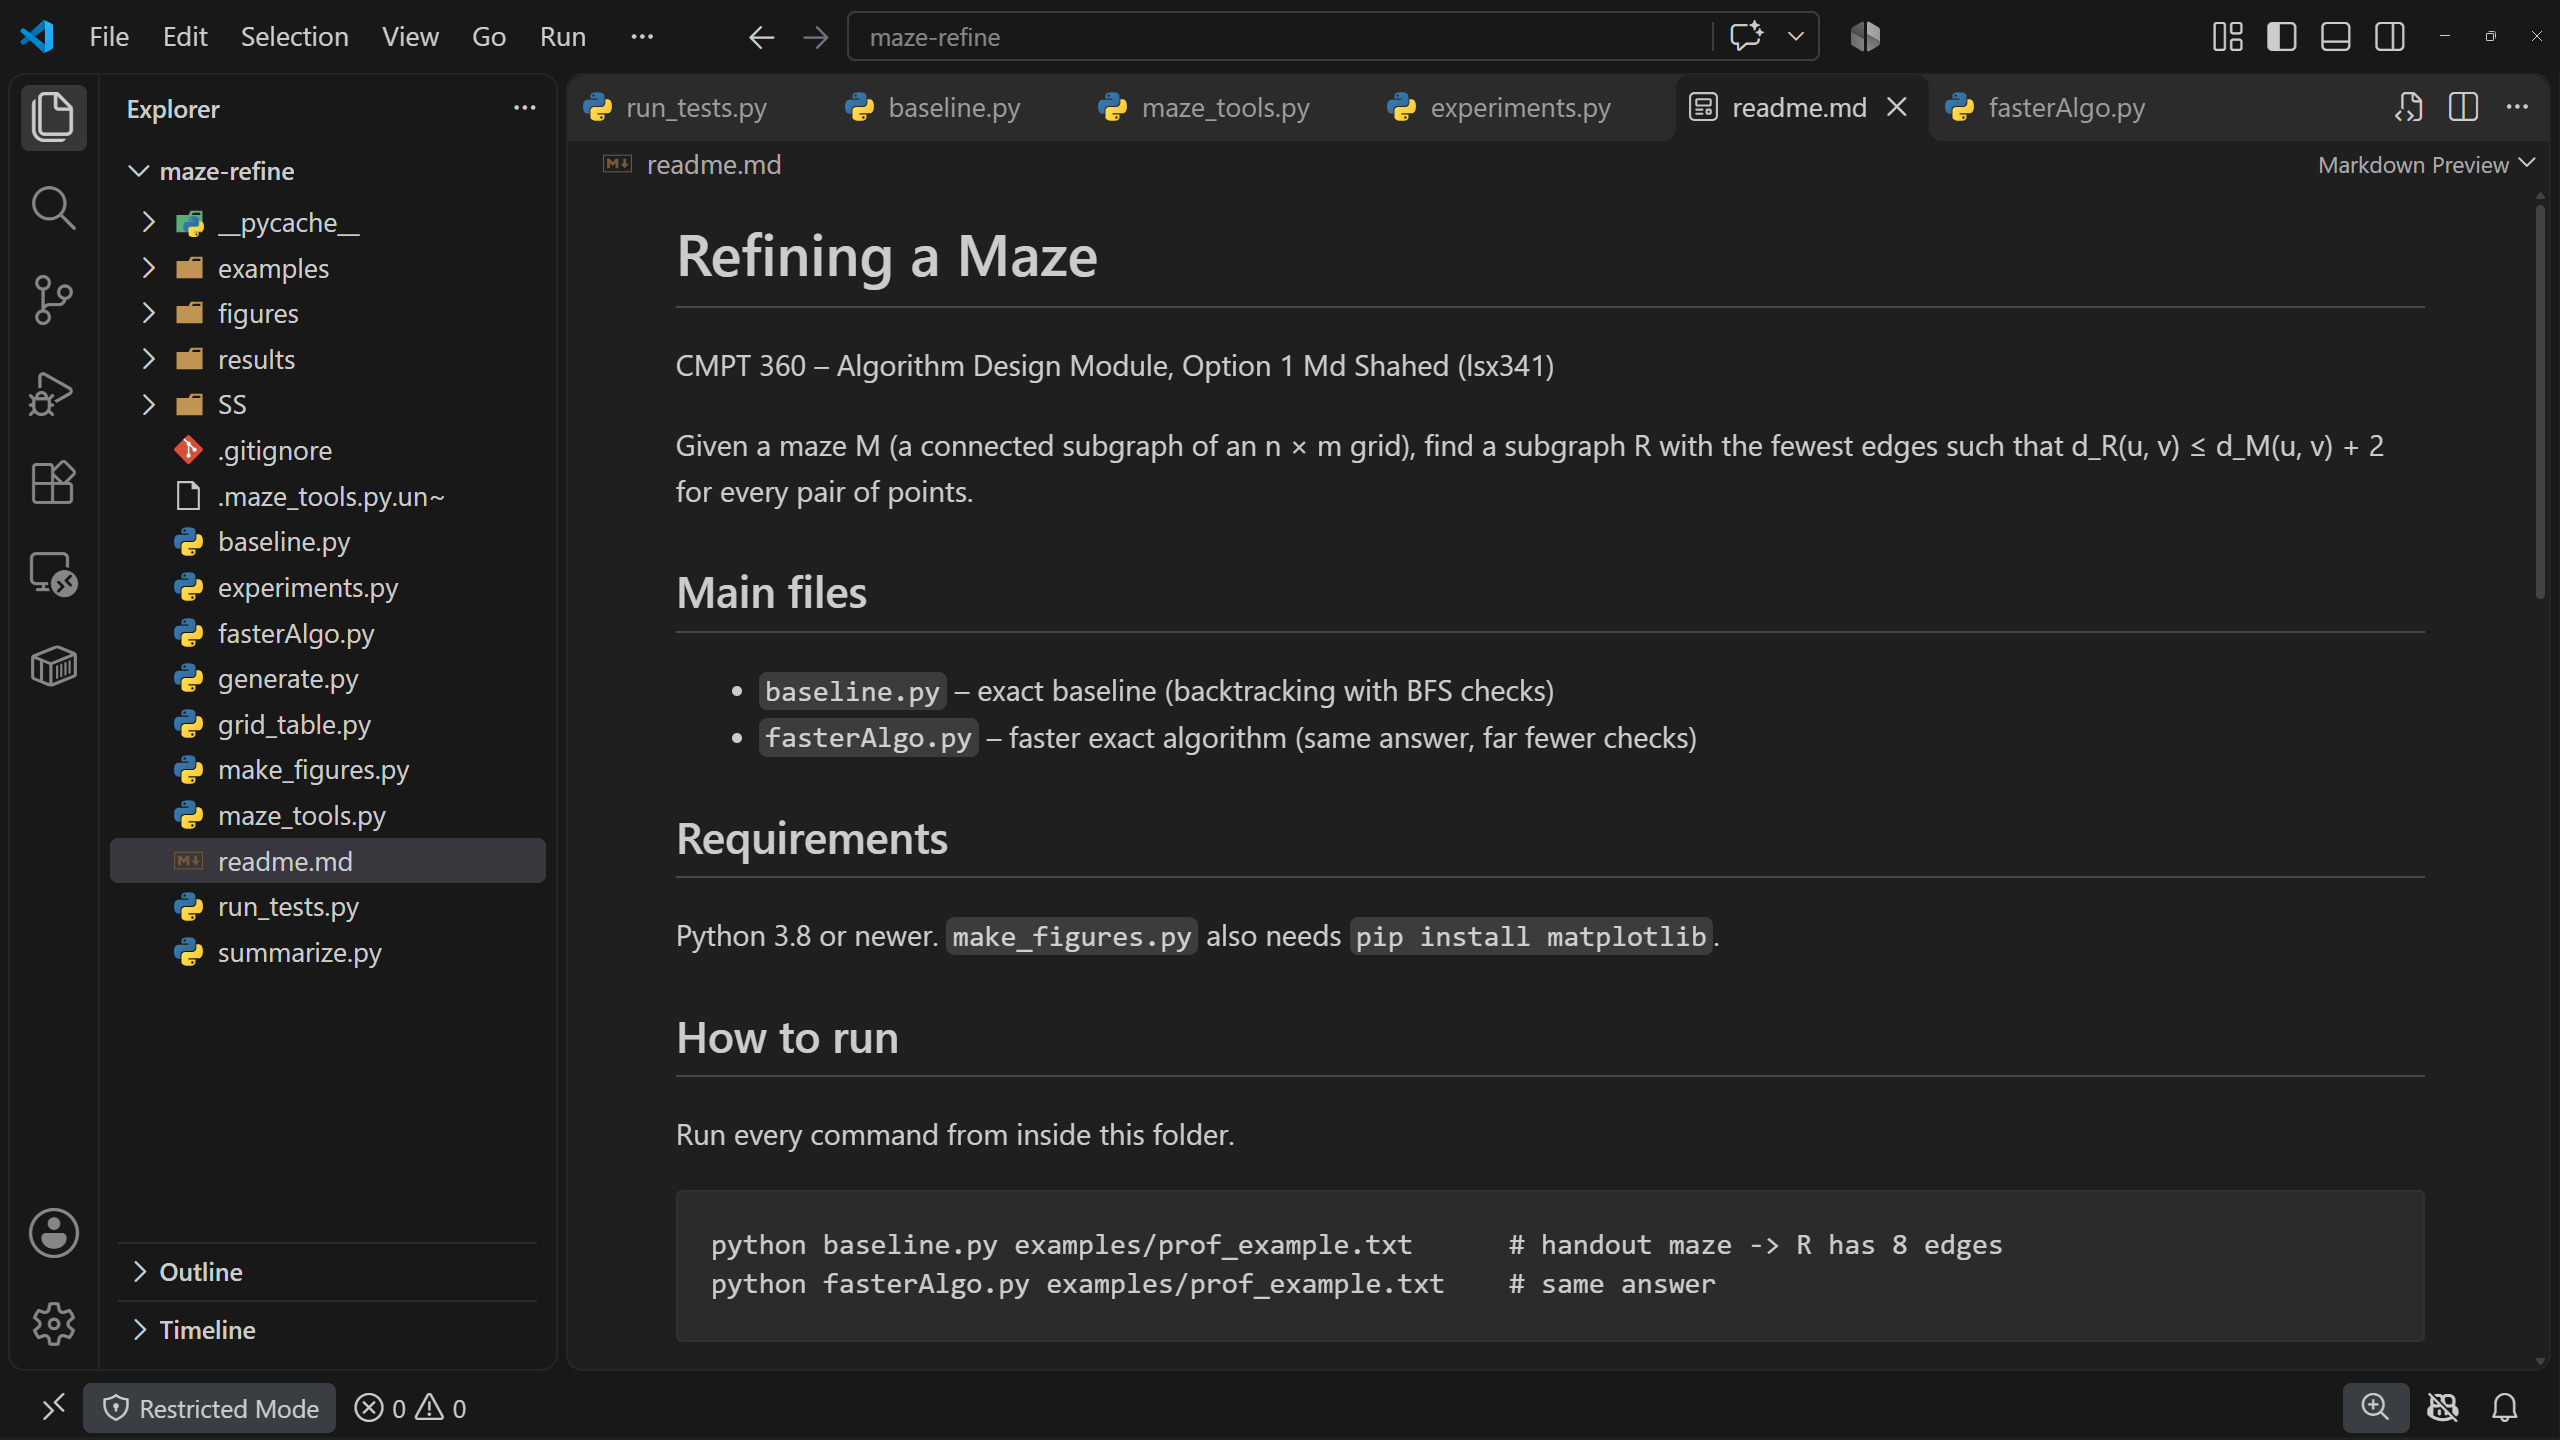 File Edit Selection View Go Run ···
maze-refine
Explorer ···
maze-refine
__pycache__
examples
figures
results
SS
.gitignore
.maze_tools.py.un~
baseline.py
experiments.py
fasterAlgo.py
generate.py
grid_table.py
make_figures.py
maze_tools.py
readme.md
run_tests.py
summarize.py
Outline
Timeline
run_tests.py baseline.py maze_tools.py experiments.py readme.md fasterAlgo.py
readme.md
Markdown Preview
Refining a Maze
CMPT 360 – Algorithm Design Module, Option 1 Md Shahed (lsx341)
Given a maze M (a connected subgraph of an n × m grid), find a subgraph R with the fewest edges such that d_R(u, v) ≤ d_M(u, v) + 2
for every pair of points.
Main files
• baseline.py – exact baseline (backtracking with BFS checks)
• fasterAlgo.py – faster exact algorithm (same answer, far fewer checks)
Requirements
Python 3.8 or newer. make_figures.py also needs pip install matplotlib.
How to run
Run every command from inside this folder.
python baseline.py examples/prof_example.txt # handout maze -> R has 8 edges
python fasterAlgo.py examples/prof_example.txt # same answer
Restricted Mode 0 0